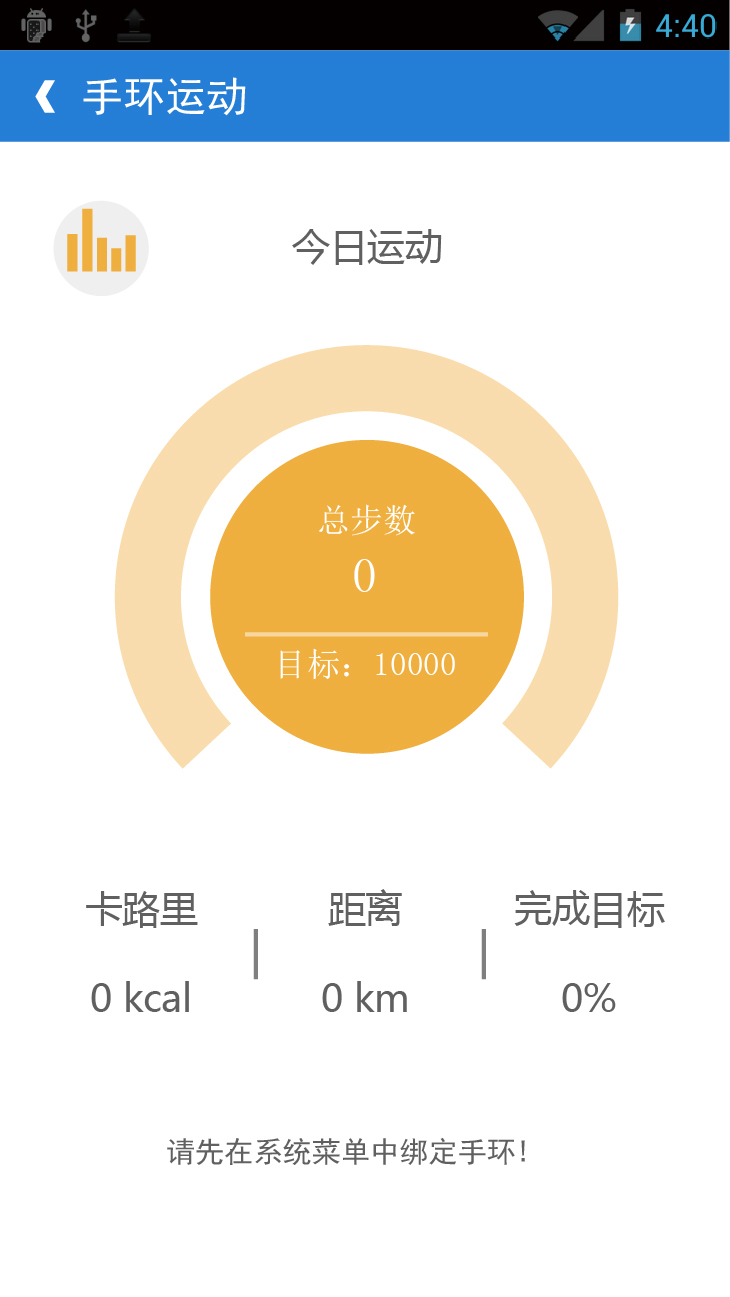 4:40
手环运动
今日运动
总步数
0
目标：10000
卡路里
距离
完成目标
0 kcal
0 km
0%
请先在系统菜单中绑定手环！